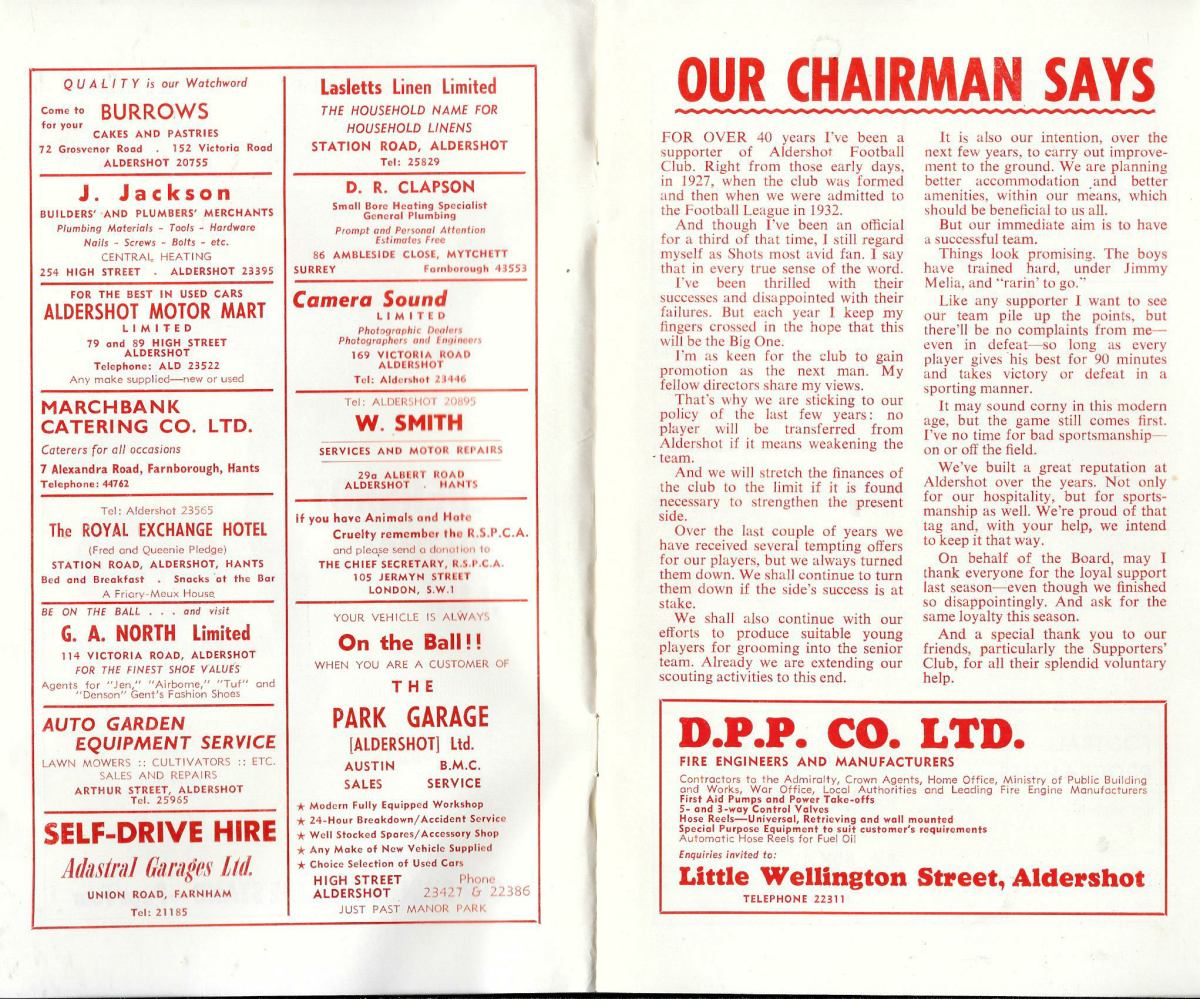 QUALITY is our Watchword
Come to
for your
BURROWS
CAKES AND PASTRIES
72 Grosvenor Road . 152 Victoria Road
ALDERSHOT 20755
J. Jackson
BUILDERS' AND PLUMBERS' MERCHANTS
Plumbing Materials - Tools - Hardware
Nails - Screws - Bolts - etc.
CENTRAL HEATING
254 HIGH STREET . ALDERSHOT 23395
FOR THE BEST IN USED CARS
ALDERSHOT MOTOR MART
LIMITED
79 and 89 HIGH STREET
ALDERSHOT
Telephone: ALD 23522
Any make supplied—new or used
MARCHBANK
CATERING CO. LTD.
Caterers for all occasions
7 Alexandra Road, Farnborough, Hants
Telephone: 44762
Tel: Aldershot 23565
The ROYAL EXCHANGE HOTEL
(Fred and Queenie Pledge)
STATION ROAD, ALDERSHOT, HANTS
Bed and Breakfast . Snacks at the Bar
A Friary-Meux House
BE ON THE BALL . . . and visit
G. A. NORTH Limited
114 VICTORIA ROAD, ALDERSHOT
FOR THE FINEST SHOE VALUES
Agents for "Jen," "Airborne," "Tuf" and
"Denson" Gent's Fashion Shoes
AUTO GARDEN
EQUIPMENT SERVICE
LAWN MOWERS :: CULTIVATORS :: ETC.
SALES AND REPAIRS
ARTHUR STREET, ALDERSHOT
Tel. 25965
SELF-DRIVE HIRE
Adastral Garages Ltd.
UNION ROAD, FARNHAM
Tel: 21185
Lasletts Linen Limited
THE HOUSEHOLD NAME FOR
HOUSEHOLD LINENS
STATION ROAD, ALDERSHOT
Tel: 25829
D. R. CLAPSON
Small Bore Heating Specialist
General Plumbing
Prompt and Personal Attention
Estimates Free
86 AMBLESIDE CLOSE, MYTCHETT
SURREY Farnborough 43553
Camera Sound
LIMITED
Photographic Dealers
Photographers and Engineers
169 VICTORIA ROAD
ALDERSHOT
Tel: Aldershot 23446
Tel: ALDERSHOT 20895
W. SMITH
SERVICES AND MOTOR REPAIRS
29a ALBERT ROAD
ALDERSHOT . HANTS
If you have Animals and Hate
Cruelty remember the R.S.P.C.A.
and please send a donation to
THE CHIEF SECRETARY, R.S.P.C.A.
105 JERMYN STREET
LONDON, S.W.1
YOUR VEHICLE IS ALWAYS
On the Ball!!
WHEN YOU ARE A CUSTOMER OF
THE
PARK GARAGE
[ALDERSHOT] Ltd.
AUSTIN B.M.C.
SALES SERVICE
★ Modern Fully Equipped Workshop
★ 24-Hour Breakdown/Accident Service
★ Well Stocked Spares/Accessory Shop
★ Any Make of New Vehicle Supplied
★ Choice Selection of Used Cars
HIGH STREET Phone
ALDERSHOT 23427 & 22386
JUST PAST MANOR PARK
OUR CHAIRMAN SAYS
FOR OVER 40 years I've been a
supporter of Aldershot Football
Club. Right from those early days,
in 1927, when the club was formed
and then when we were admitted to
the Football League in 1932.
And though I've been an official
for a third of that time, I still regard
myself as Shots most avid fan. I say
that in every true sense of the word.
I've been thrilled with their
successes and disappointed with their
failures. But each year I keep my
fingers crossed in the hope that this
will be the Big One.
I'm as keen for the club to gain
promotion as the next man. My
fellow directors share my views.
That's why we are sticking to our
policy of the last few years: no
player will be transferred from
Aldershot if it means weakening the
team.
And we will stretch the finances of
the club to the limit if it is found
necessary to strengthen the present
side.
Over the last couple of years we
have received several tempting offers
for our players, but we always turned
them down. We shall continue to turn
them down if the side's success is at
stake.
We shall also continue with our
efforts to produce suitable young
players for grooming into the senior
team. Already we are extending our
scouting activities to this end.
It is also our intention, over the
next few years, to carry out improve-
ment to the ground. We are planning
better accommodation and better
amenities, within our means, which
should be beneficial to us all.
But our immediate aim is to have
a successful team.
Things look promising. The boys
have trained hard, under Jimmy
Melia, and "rarin' to go."
Like any supporter I want to see
our team pile up the points, but
there'll be no complaints from me—
even in defeat—so long as every
player gives his best for 90 minutes
and takes victory or defeat in a
sporting manner.
It may sound corny in this modern
age, but the game still comes first.
I've no time for bad sportsmanship—
on or off the field.
We've built a great reputation at
Aldershot over the years. Not only
for our hospitality, but for sports-
manship as well. We're proud of that
tag and, with your help, we intend
to keep it that way.
On behalf of the Board, may I
thank everyone for the loyal support
last season—even though we finished
so disappointingly. And ask for the
same loyalty this season.
And a special thank you to our
friends, particularly the Supporters'
Club, for all their splendid voluntary
help.
D.P.P. CO. LTD.
FIRE ENGINEERS AND MANUFACTURERS
Contractors to the Admiralty, Crown Agents, Home Office, Ministry of Public Building
and Works, War Office, Local Authorities and Leading Fire Engine Manufacturers
First Aid Pumps and Power Take-offs
5- and 3-way Control Valves
Hose Reels—Universal, Retrieving and wall mounted
Special Purpose Equipment to suit customer's requirements
Automatic Hose Reels for Fuel Oil
Enquiries invited to:
Little Wellington Street, Aldershot
TELEPHONE 22311